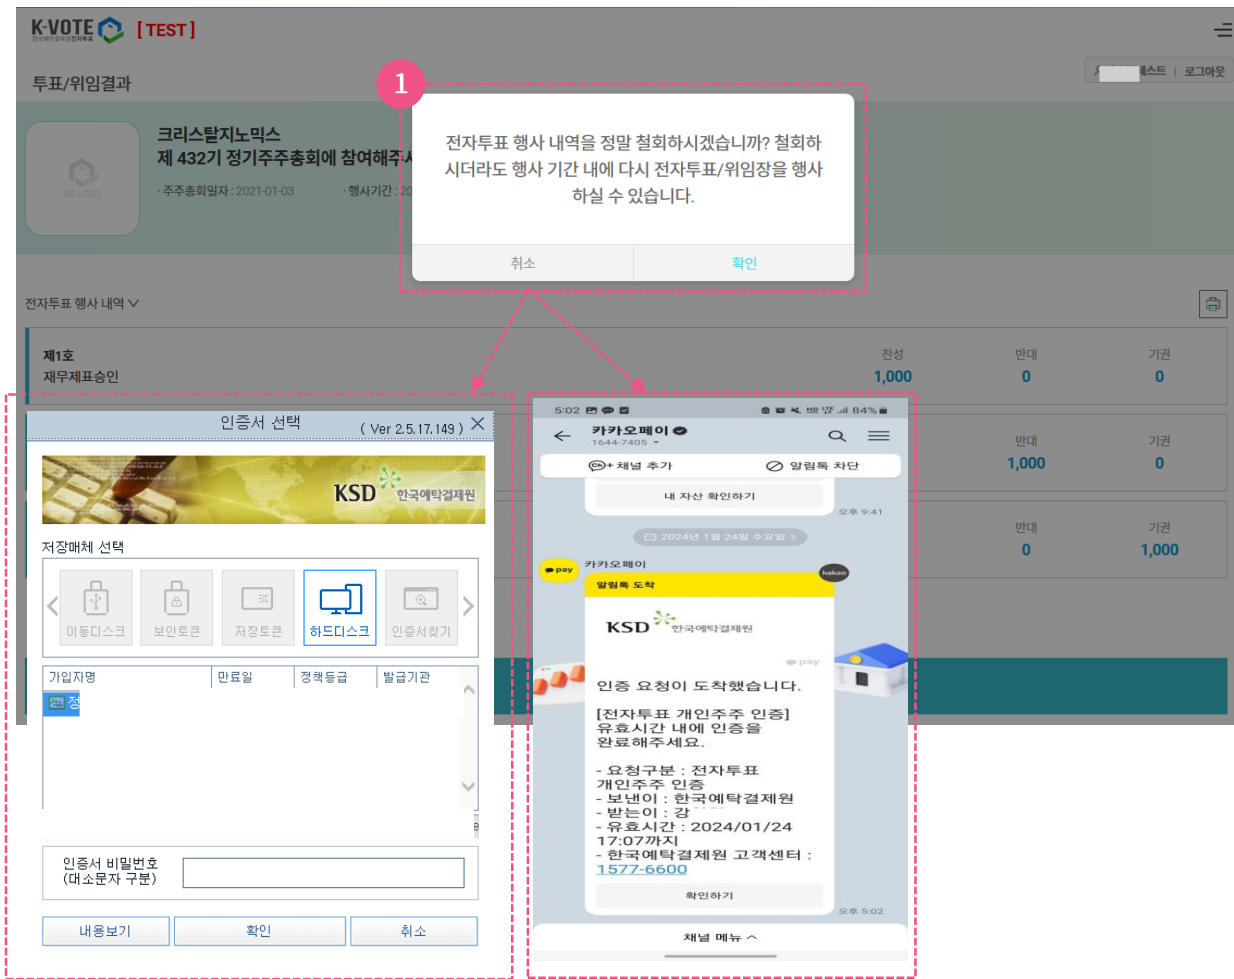 K-VOTE
한국예탁결제원전자투표
[ TEST ]
투표/위임결과
테스트 | 로그아웃
1
크리스탈지노믹스
제 432기 정기주주총회에 참여해주
· 주주총회일자 : 2021-01-03 · 행사기간 : 20
NO LOGO
전자투표 행사 내역을 정말 철회하시겠습니까? 철회하
시더라도 행사 기간 내에 다시 전자투표/위임장을 행사
하실 수 있습니다.
취소 확인
전자투표 행사 내역
제1호
재무제표승인
찬성 반대 기권
1,000 0 0
반대 기권
1,000 0
반대 기권
0 1,000
인증서 선택 ( Ver 2.5.17.149 )
KSD 한국예탁결제원
저장매체 선택
이동디스크 보안토큰 저장토큰 하드디스크 인증서찾기
가입자명 만료일 정책등급 발급기관
정
인증서 비밀번호
(대소문자 구분)
내용보기 확인 취소
5:02 84%
카카오페이
1644-7405
Ch+ 채널 추가 알림톡 차단
내 자산 확인하기
오후 9:41
2024년 1월 24일 수요일 >
pay 카카오페이
kakao
알림톡 도착
KSD 한국예탁결제원
pay
인증 요청이 도착했습니다.
[전자투표 개인주주 인증]
유효시간 내에 인증을
완료해주세요.
- 요청구분 : 전자투표
개인주주 인증
- 보낸이 : 한국예탁결제원
- 받는이 : 강
- 유효시간 : 2024/01/24
17:07까지
- 한국예탁결제원 고객센터 :
1577-6600
확인하기
오후 5:02
채널 메뉴